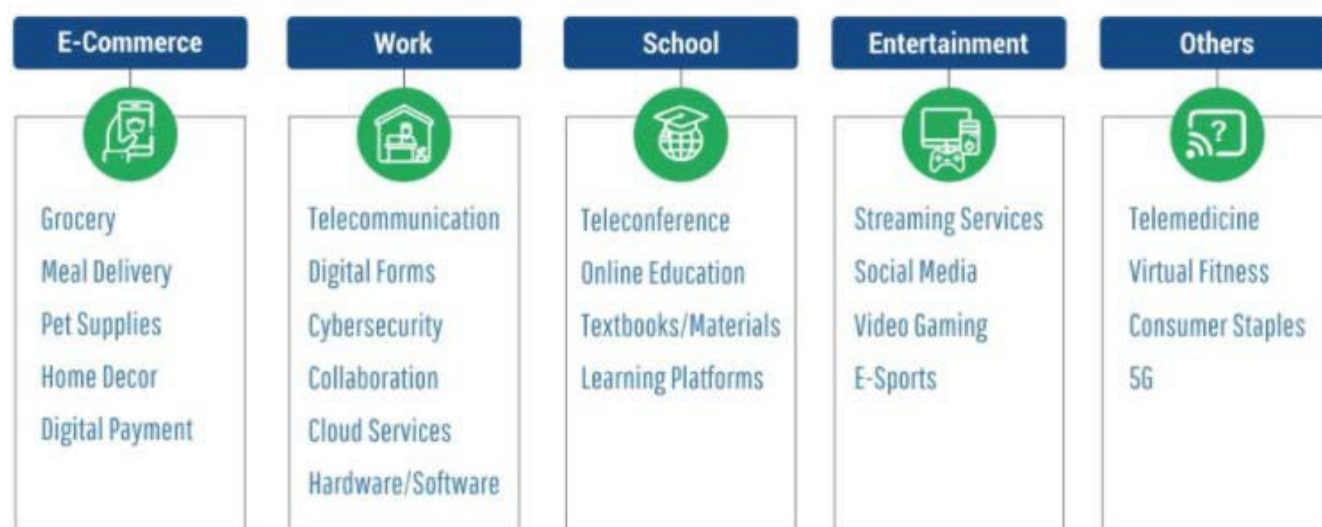 E-Commerce
Grocery
Meal Delivery
Pet Supplies
Home Decor
Digital Payment
Work
Telecommunication
Digital Forms
Cybersecurity
Collaboration
Cloud Services
Hardware/Software
School
Teleconference
Online Education
Textbooks/Materials
Learning Platforms
Entertainment
Streaming Services
Social Media
Video Gaming
E-Sports
Others
?
Telemedicine
Virtual Fitness
Consumer Staples
5G